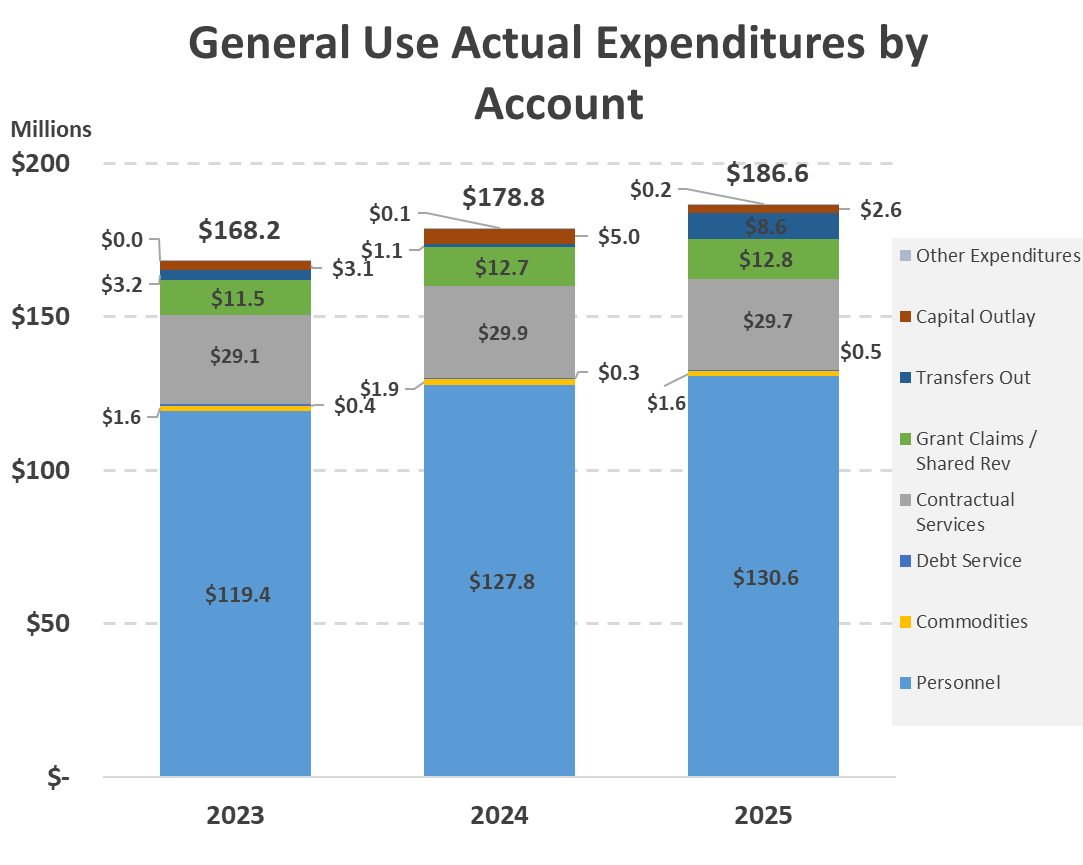 General Use Actual Expenditures by
Account
Millions
$200
$150
$100
$50
$-
$168.2
$0.0
$3.1
$3.2
$11.5
$29.1
$0.4
$1.6
$119.4
2023
$178.8
$0.1
$5.0
$1.1
$12.7
$29.9
$0.3
$1.9
$127.8
2024
$186.6
$0.2
$2.6
$8.6
$12.8
$29.7
$0.5
$1.6
$130.6
2025
Other Expenditures
Capital Outlay
Transfers Out
Grant Claims /
Shared Rev
Contractual
Services
Debt Service
Commodities
Personnel